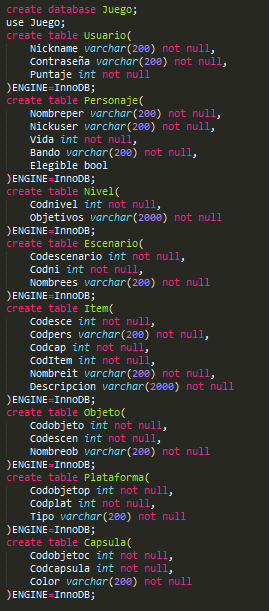 create database Juego;
use Juego;
create table Usuario(
Nickname varchar(200) not null,
Contraseña varchar(200) not null,
Puntaje int not null
)ENGINE=InnoDB;
create table Personaje(
Nombreper varchar(200) not null,
Nickuser varchar(200) not null,
Vida int not null,
Bando varchar(200) not null,
Elegible bool
)ENGINE=InnoDB;
create table Nivel(
Codnivel int not null,
Objetivos varchar(2000) not null
)ENGINE=InnoDB;
create table Escenario(
Codescenario int not null,
Codni int not null,
Nombrees varchar(200) not null
)ENGINE=InnoDB;
create table Item(
Codesce int not null,
Codpers varchar(200) not null,
Codcap int not null,
CodItem int not null,
Nombreit varchar(200) not null,
Descripcion varchar(2000) not null
)ENGINE=InnoDB;
create table Objeto(
Codobjeto int not null,
Codescen int not null,
Nombreob varchar(200) not null
)ENGINE=InnoDB;
create table Plataforma(
Codobjetop int not null,
Codplat int not null,
Tipo varchar(200) not null
)ENGINE=InnoDB;
create table Capsula(
Codobjetoc int not null,
Codcapsula int not null,
Color varchar(200) not null
)ENGINE=InnoDB;